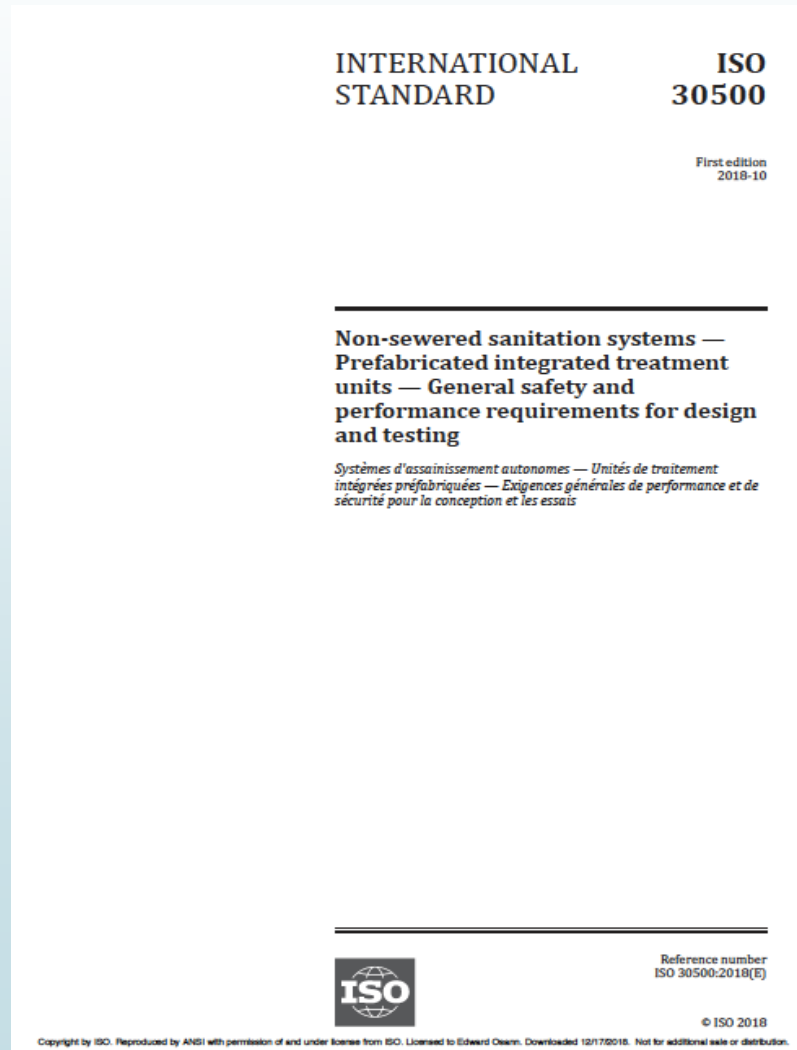 INTERNATIONAL STANDARD
ISO 30500
First edition
2018-10
Non-sewered sanitation systems —
Prefabricated integrated treatment
units — General safety and
performance requirements for design
and testing
Systèmes d'assainissement autonomes — Unités de traitement
intégrées préfabriquées — Exigences générales de performance et de
sécurité pour la conception et les essais
Reference number
ISO 30500:2018(E)
ISO
© ISO 2018
Copyright by ISO. Reproduced by ANSI with permission of and under license from ISO. Licensed to Edward Osann. Downloaded 12/17/2018. Not for additional sale or distribution.